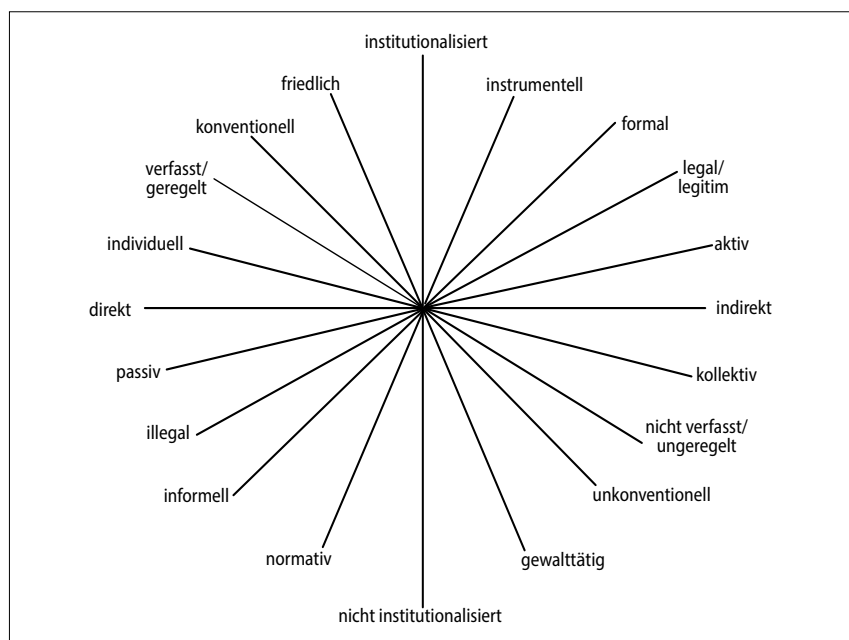 institutionalisiert
friedlich
instrumentell
konventionell
formal
verfasst/
geregelt
legal/
legitim
individuell
aktiv
direkt
indirekt
passiv
kollektiv
illegal
nicht verfasst/
ungeregelt
informell
unkonventionell
normativ
gewalttätig
nicht institutionalisiert